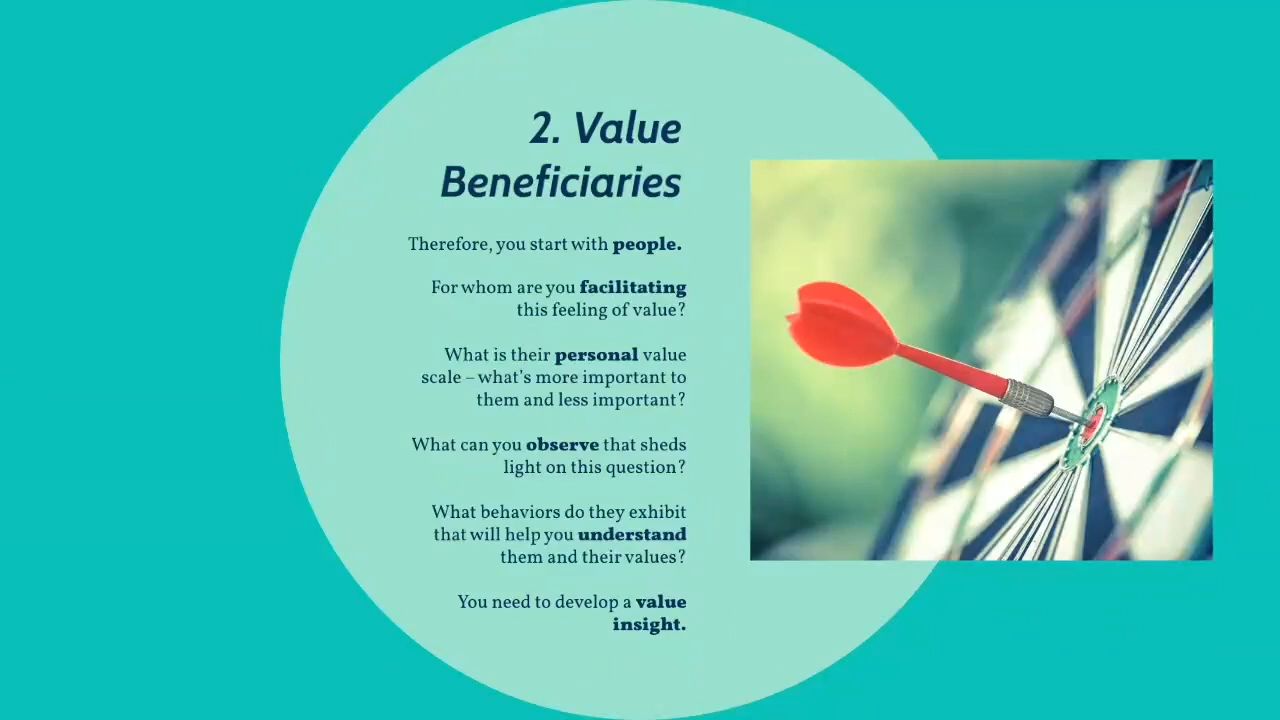 2. Value
Beneficiaries
Therefore, you start with people.
For whom are you facilitating
this feeling of value?
What is their personal value
scale – what's more important to
them and less important?
What can you observe that sheds
light on this question?
What behaviors do they exhibit
that will help you understand
them and their values?
You need to develop a value
insight.